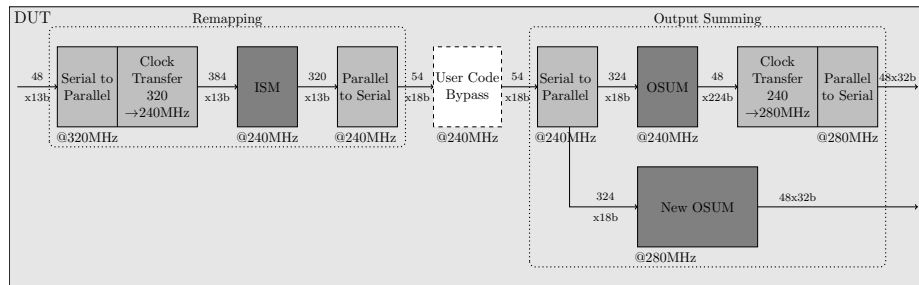 DUT
Remapping
Output Summing
48
x13b
Serial to
Parallel
Clock
Transfer
320
→240MHz
384
x13b
ISM
320
x13b
Parallel
to Serial
54
x18b
User Code
Bypass
54
x18b
Serial to
Parallel
324
x18b
OSUM
48
x224b
Clock
Transfer
240
→280MHz
Parallel
to Serial
48x32b
@320MHz
@240MHz
@240MHz
@240MHz
@240MHz
@240MHz
@280MHz
324
x18b
New OSUM
48x32b
@280MHz